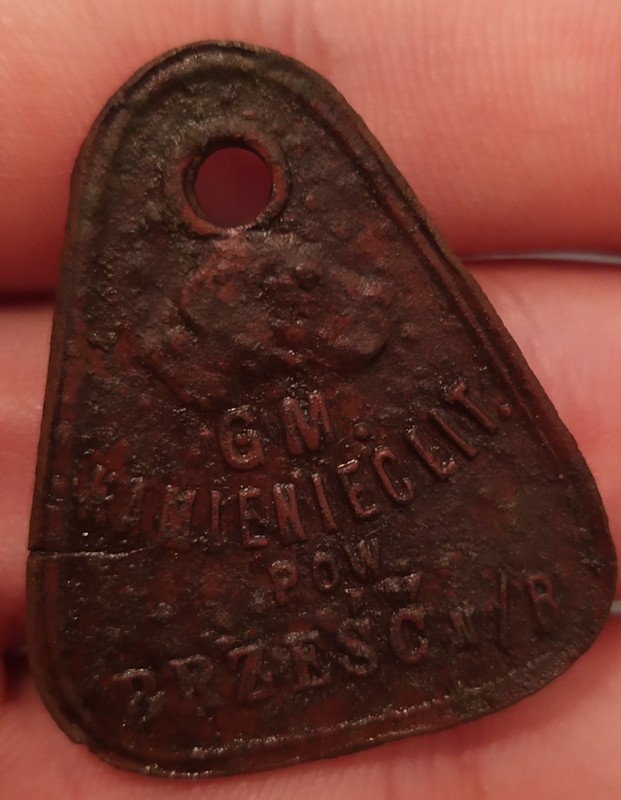 GM.
KAMIENIEC LIT.
POW.
BRZEŚĆ n/B